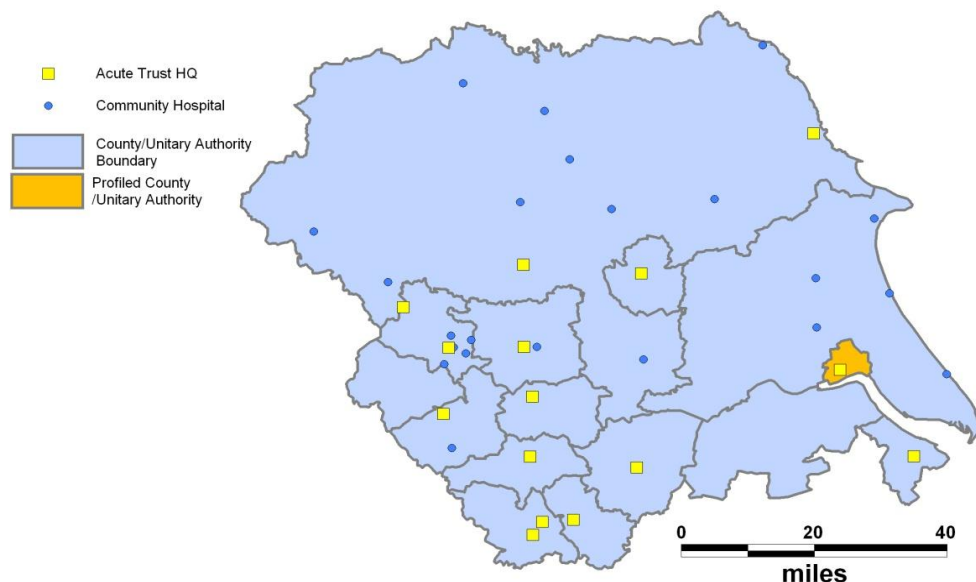 Acute Trust HQ
Community Hospital
County/Unitary Authority
Boundary
Profiled County
/Unitary Authority
0 20 40
miles